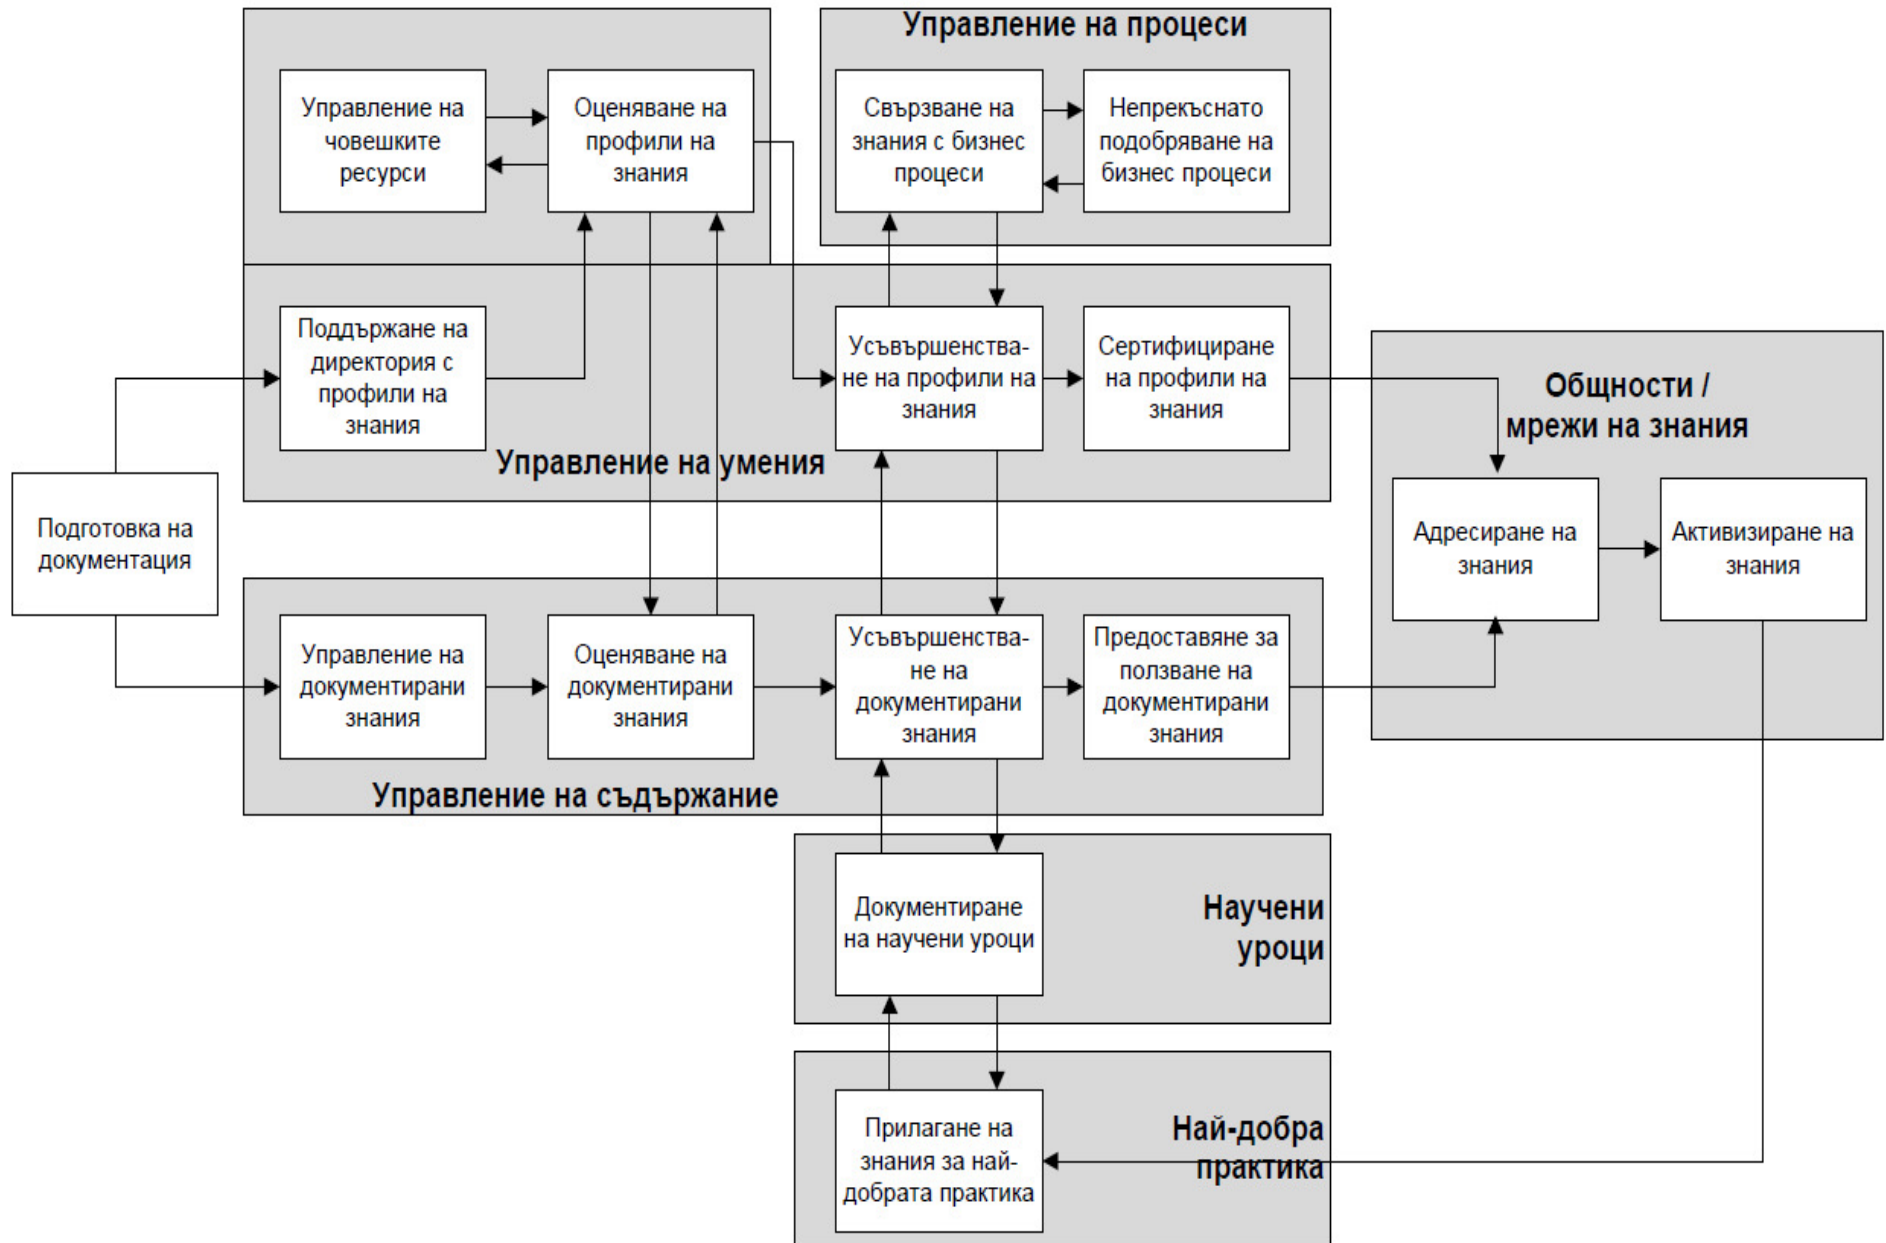 Управление на процеси
Управление на
човешките
ресурси
Оценяване на
профили на
знания
Свързване на
знания с бизнес
процеси
Непрекъснато
подобряване на
бизнес процеси
Поддържане на
директория с
профили на
знания
Усъвършенства-
не на профили на
знания
Сертифициране
на профили на
знания
Управление на умения
Общности /
мрежи на знания
Подготовка на
документация
Адресиране на
знания
Активизиране на
знания
Управление на
документирани
знания
Оценяване на
документирани
знания
Усъвършенства-
не на
документирани
знания
Предоставяне за
ползване на
документирани
знания
Управление на съдържание
Документиране
на научени уроци
Научени
уроци
Прилагане на
знания за най-
добрата практика
Най-добра
практика